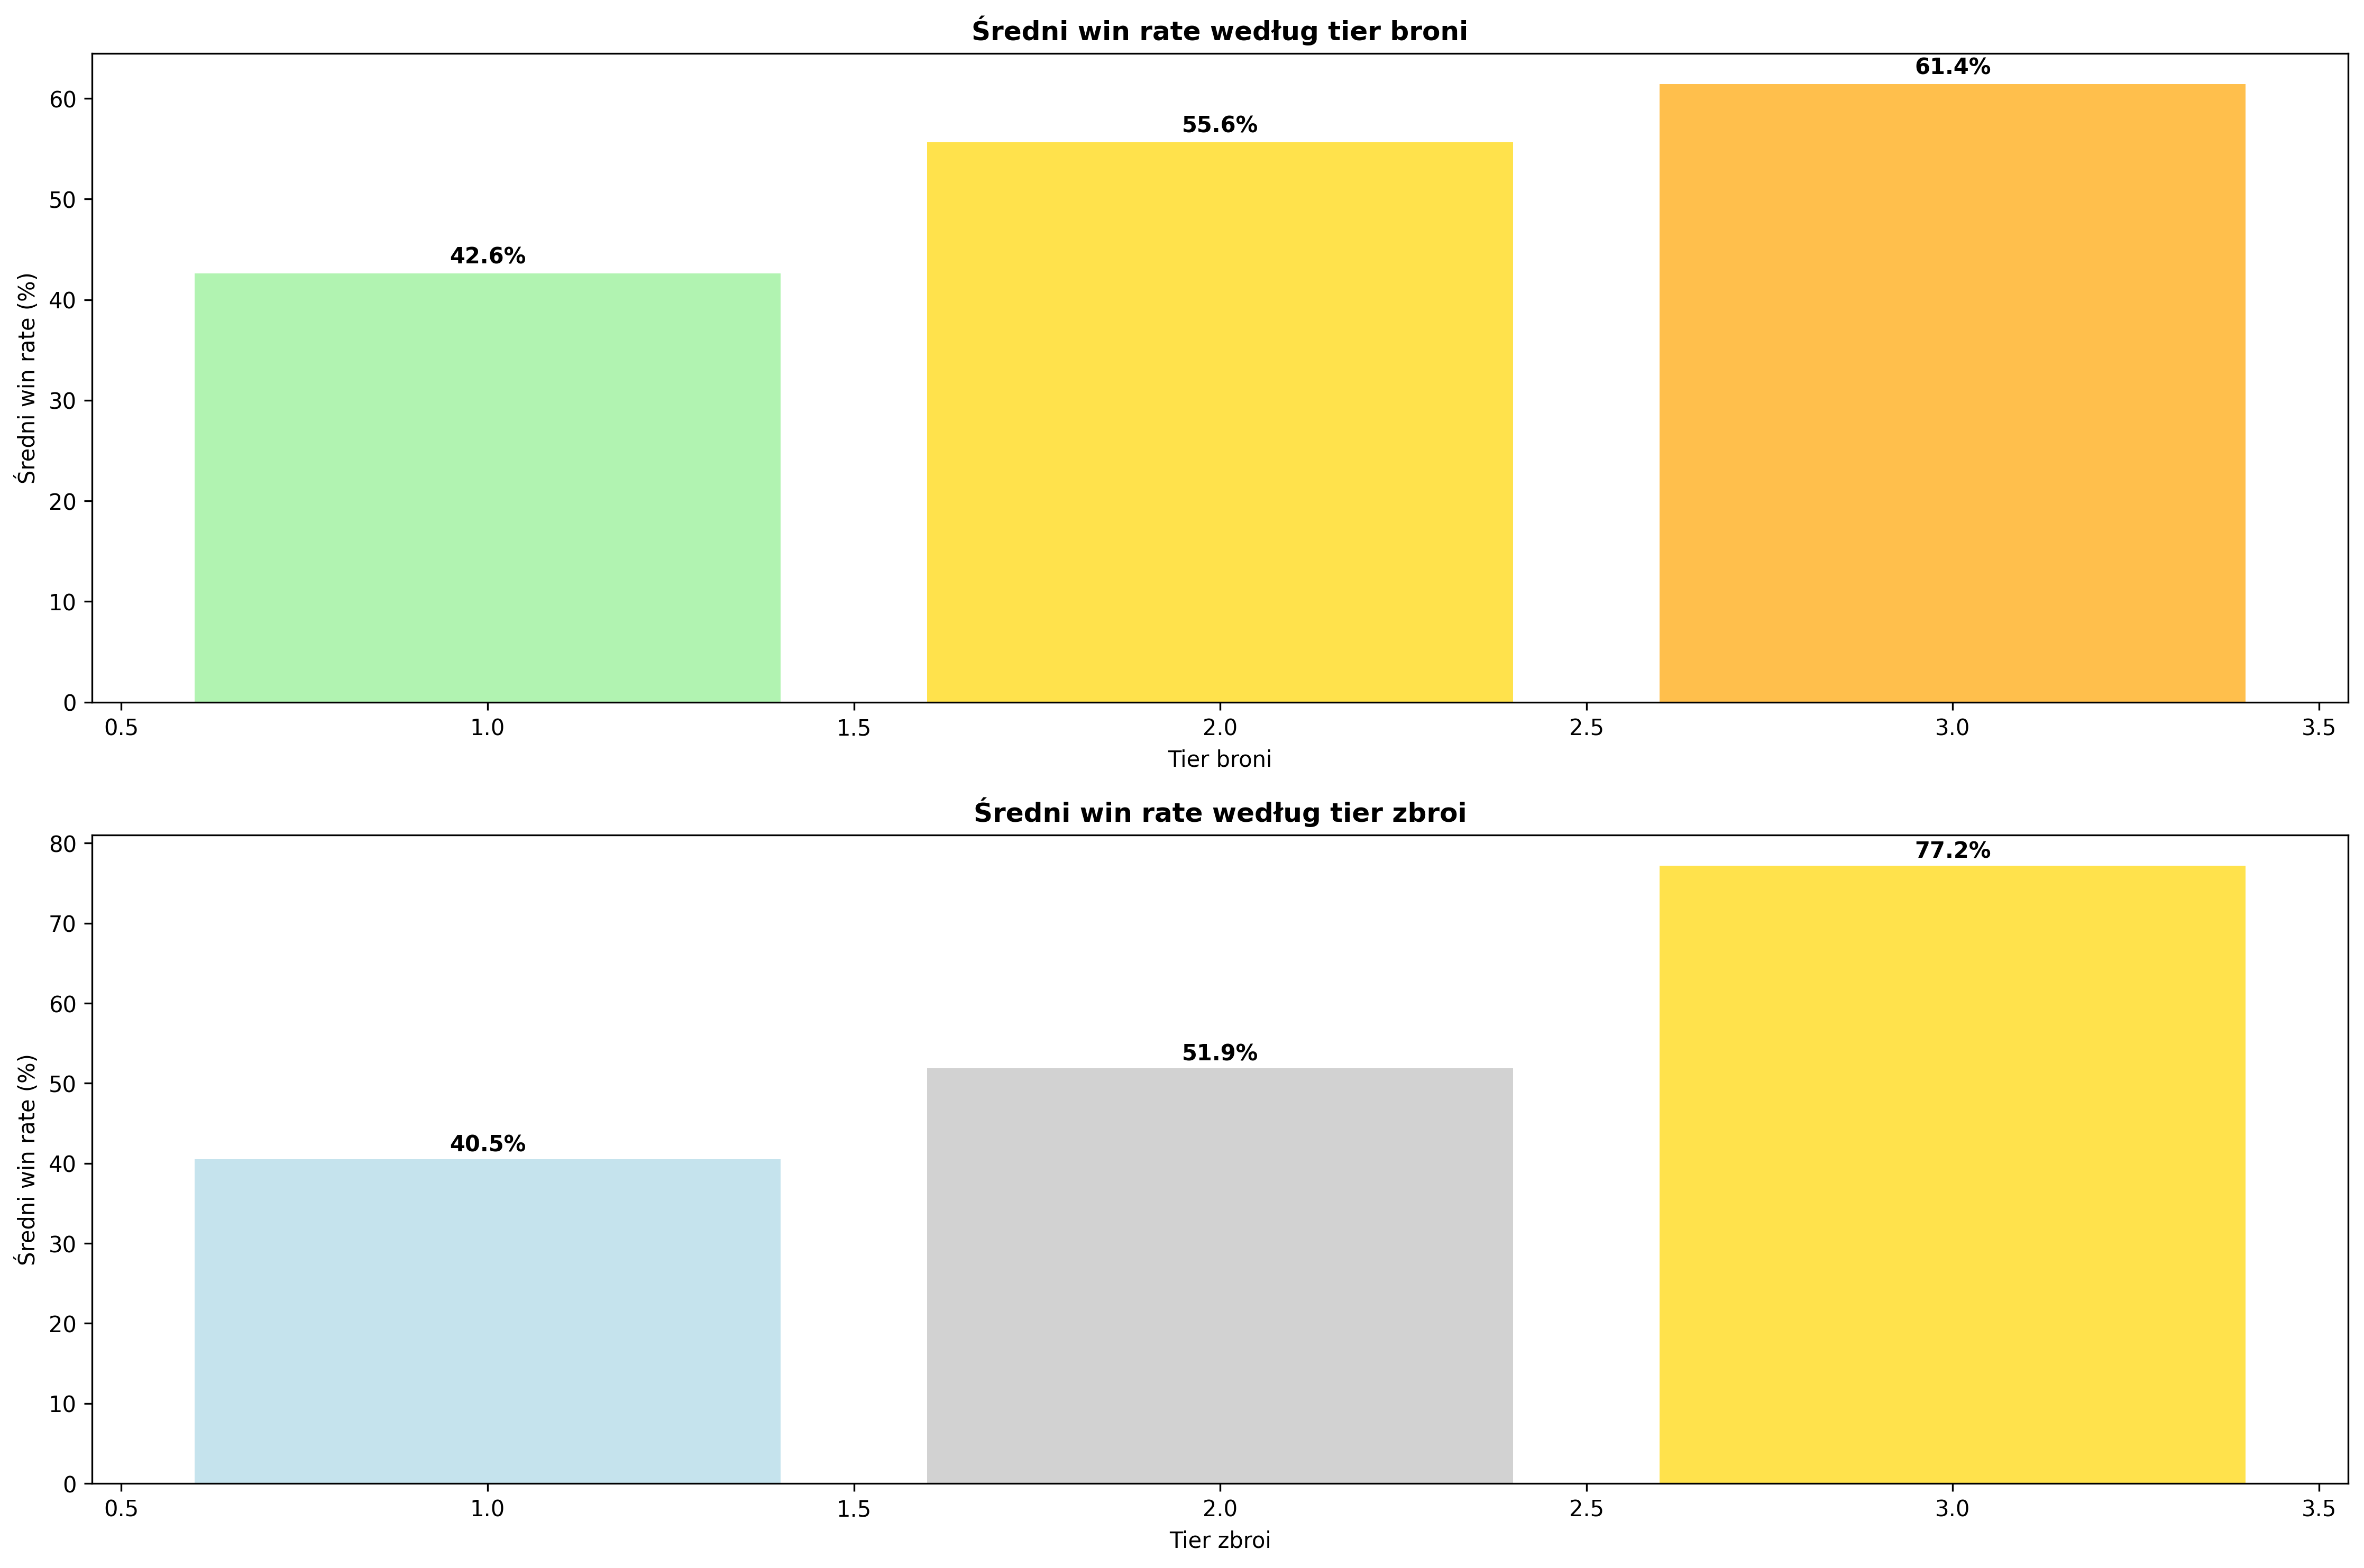 Średni win rate według tier broni
61.4%
55.6%
42.6%
Średni win rate (%)
60
50
40
30
20
10
0
0.5 1.0 1.5 2.0 2.5 3.0 3.5
Tier broni
Średni win rate według tier zbroi
77.2%
51.9%
40.5%
Średni win rate (%)
80
70
60
50
40
30
20
10
0
0.5 1.0 1.5 2.0 2.5 3.0 3.5
Tier zbroi